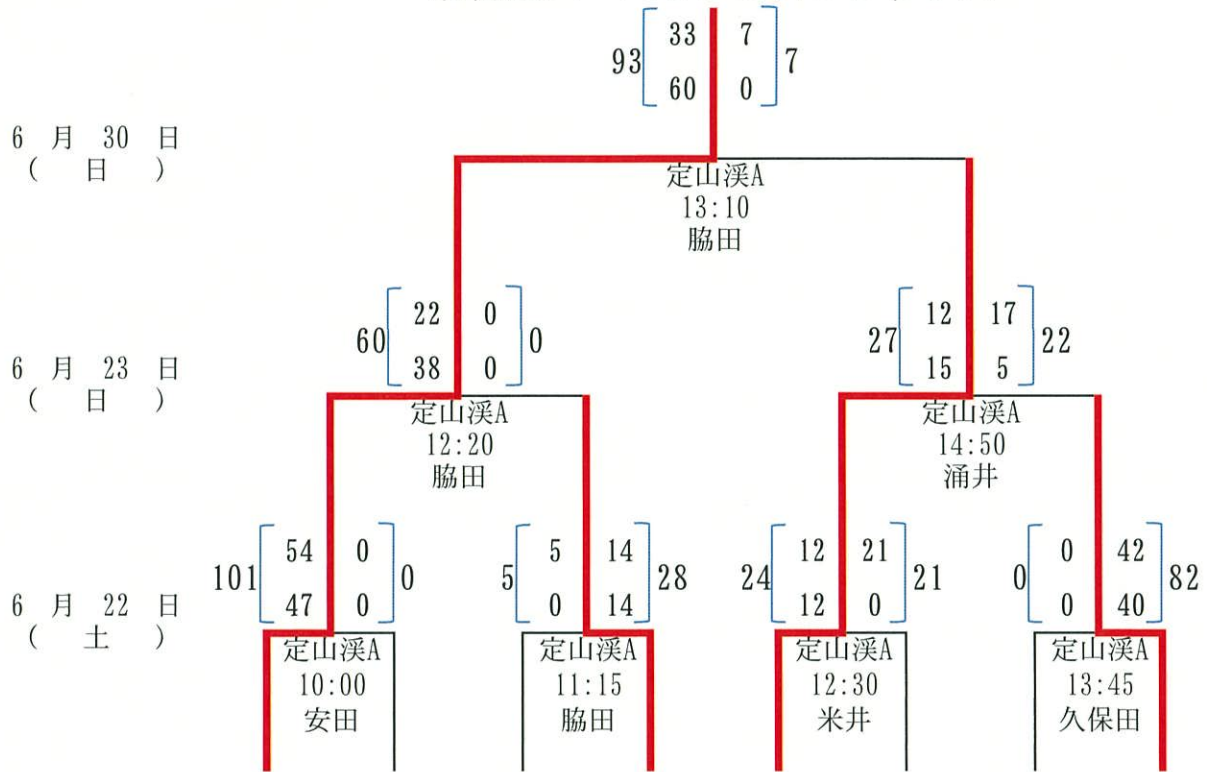 33 7
93 7
60 0
6 月 30 日
( 日 )
定山渓A
13:10
脇田
22 0
60 0
38 0
12 17
27 22
15 5
6 月 23 日
( 日 )
定山渓A
12:20
脇田
定山渓A
14:50
涌井
54 0
101 0
47 0
5 14
5 28
0 14
12 21
24 21
12 0
0 42
0 82
0 40
6 月 22 日
( 土 )
定山渓A
10:00
安田
定山渓A
11:15
脇田
定山渓A
12:30
米井
定山渓A
13:45
久保田